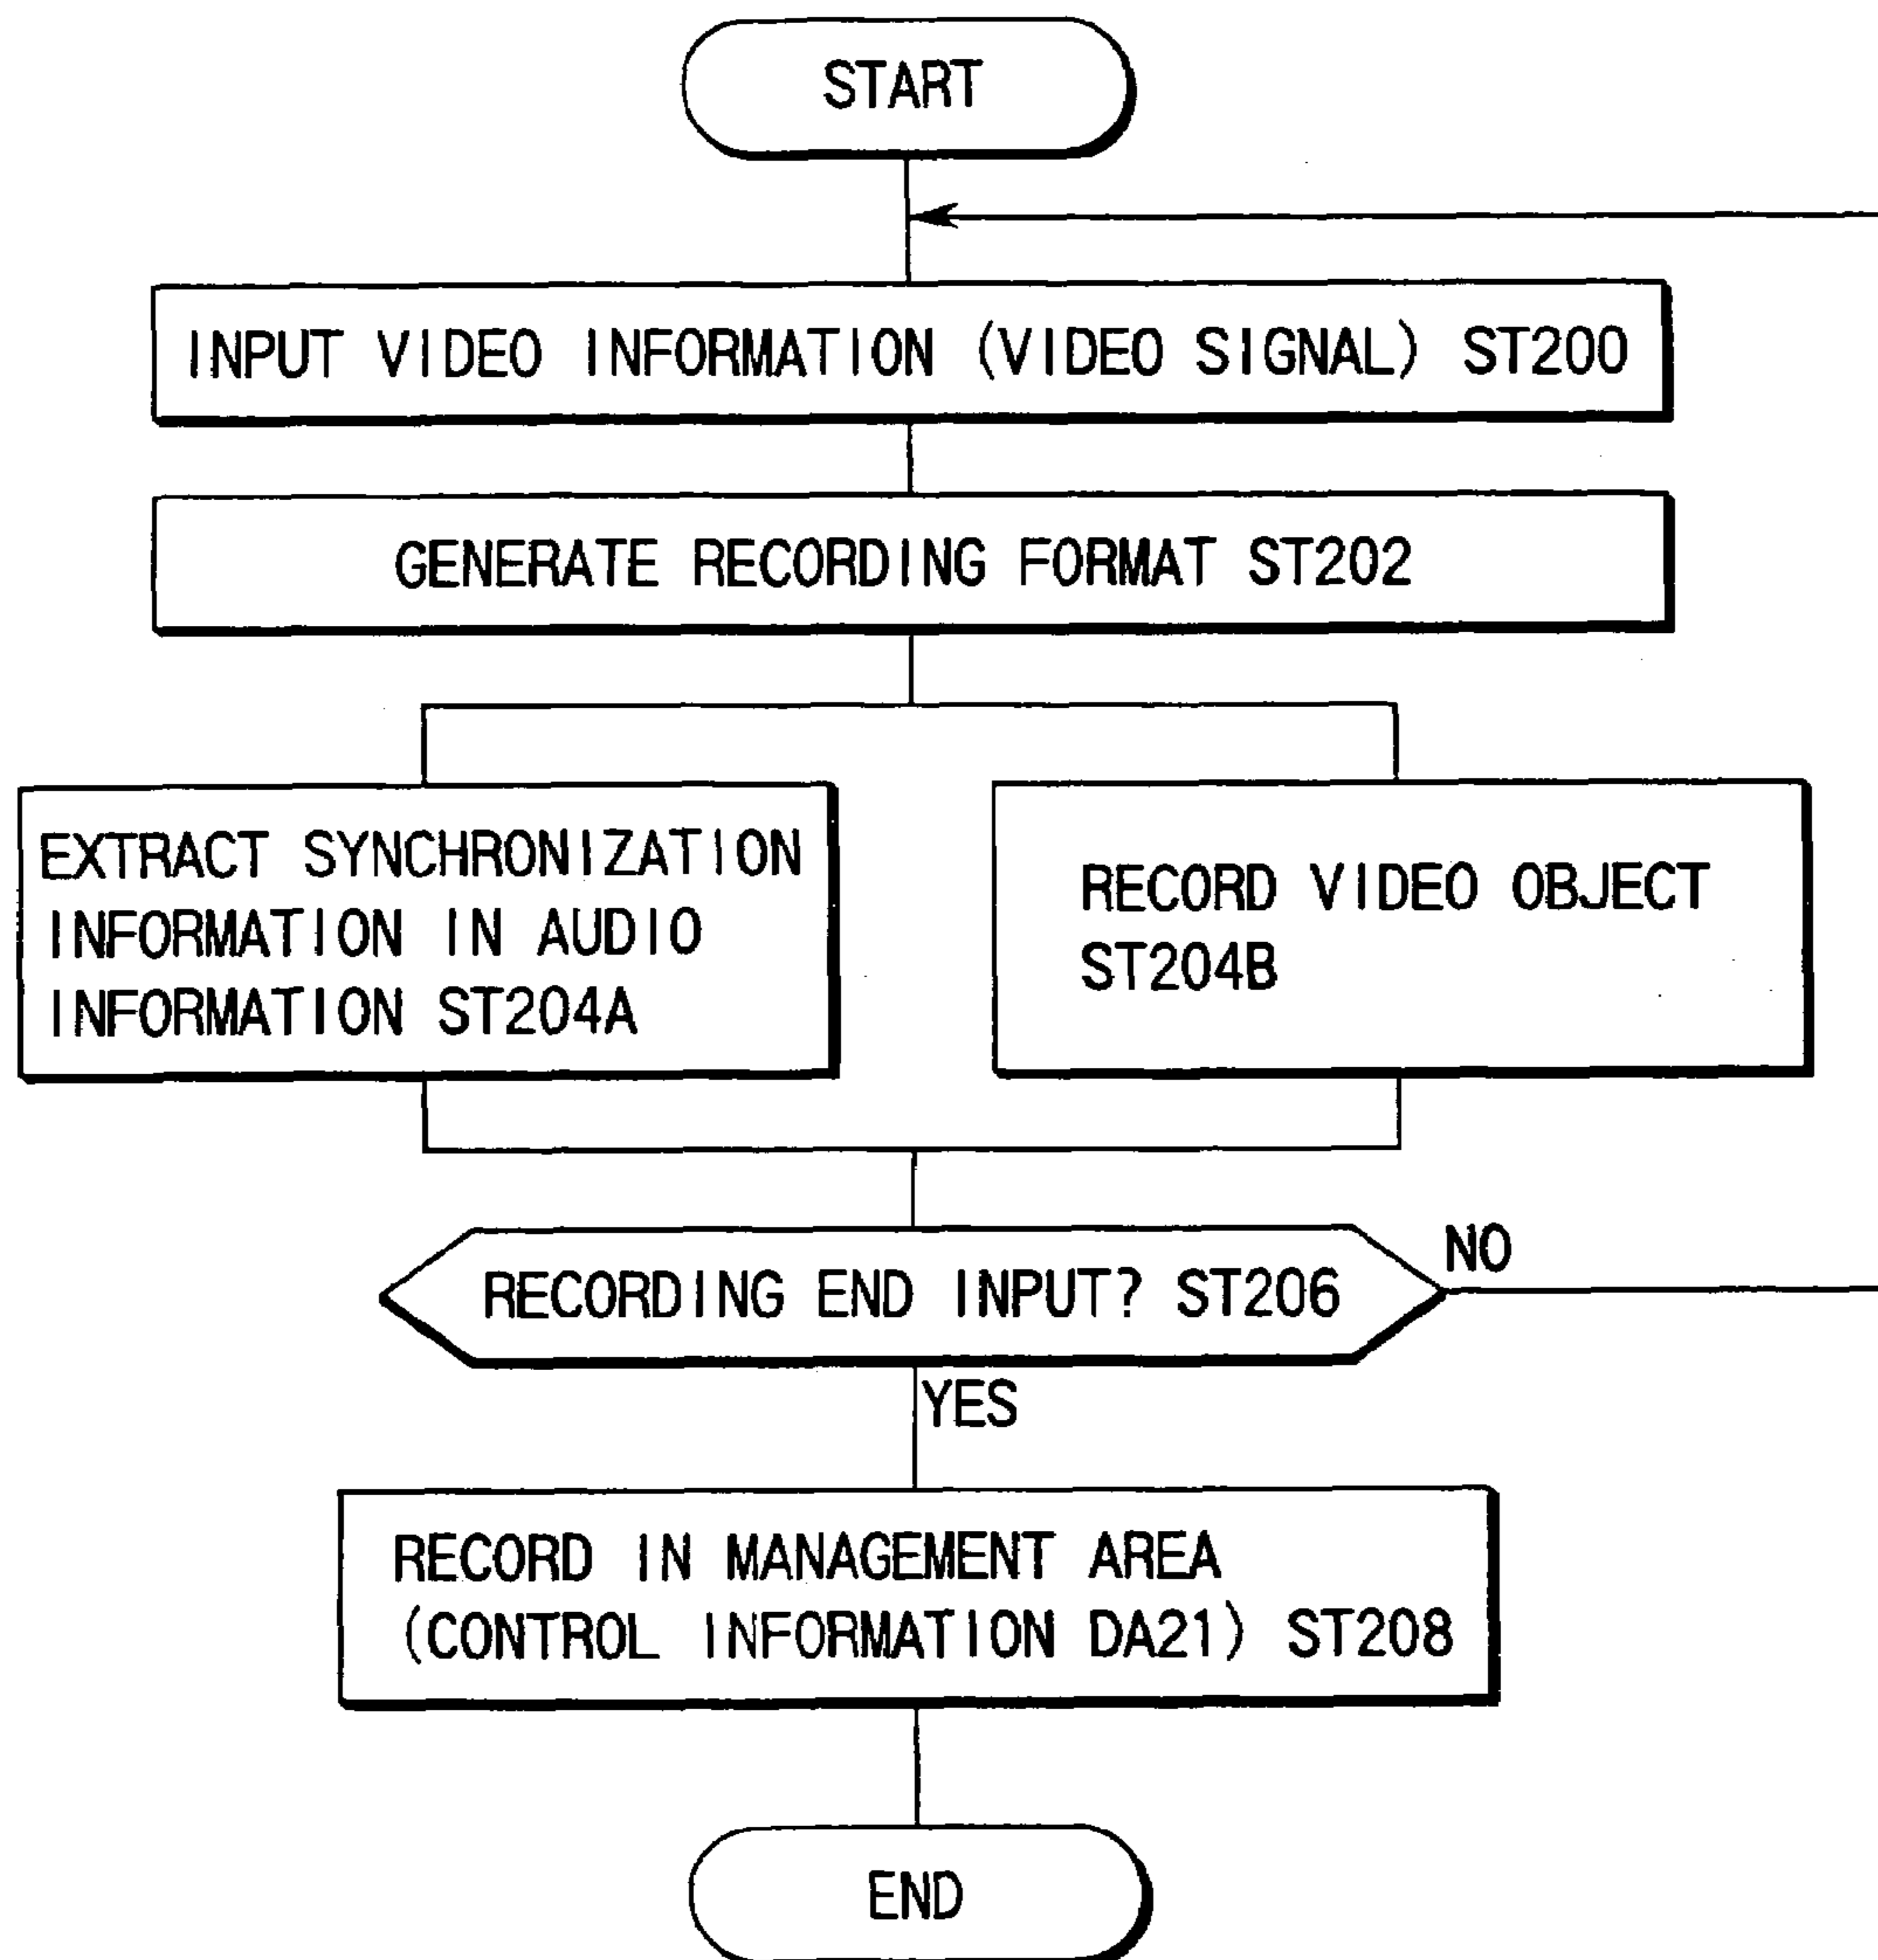 START
INPUT VIDEO INFORMATION (VIDEO SIGNAL) ST200
GENERATE RECORDING FORMAT ST202
EXTRACT SYNCHRONIZATION
INFORMATION IN AUDIO
INFORMATION ST204A
RECORD VIDEO OBJECT
ST204B
RECORDING END INPUT? ST206
NO
YES
RECORD IN MANAGEMENT AREA
(CONTROL INFORMATION DA21) ST208
END